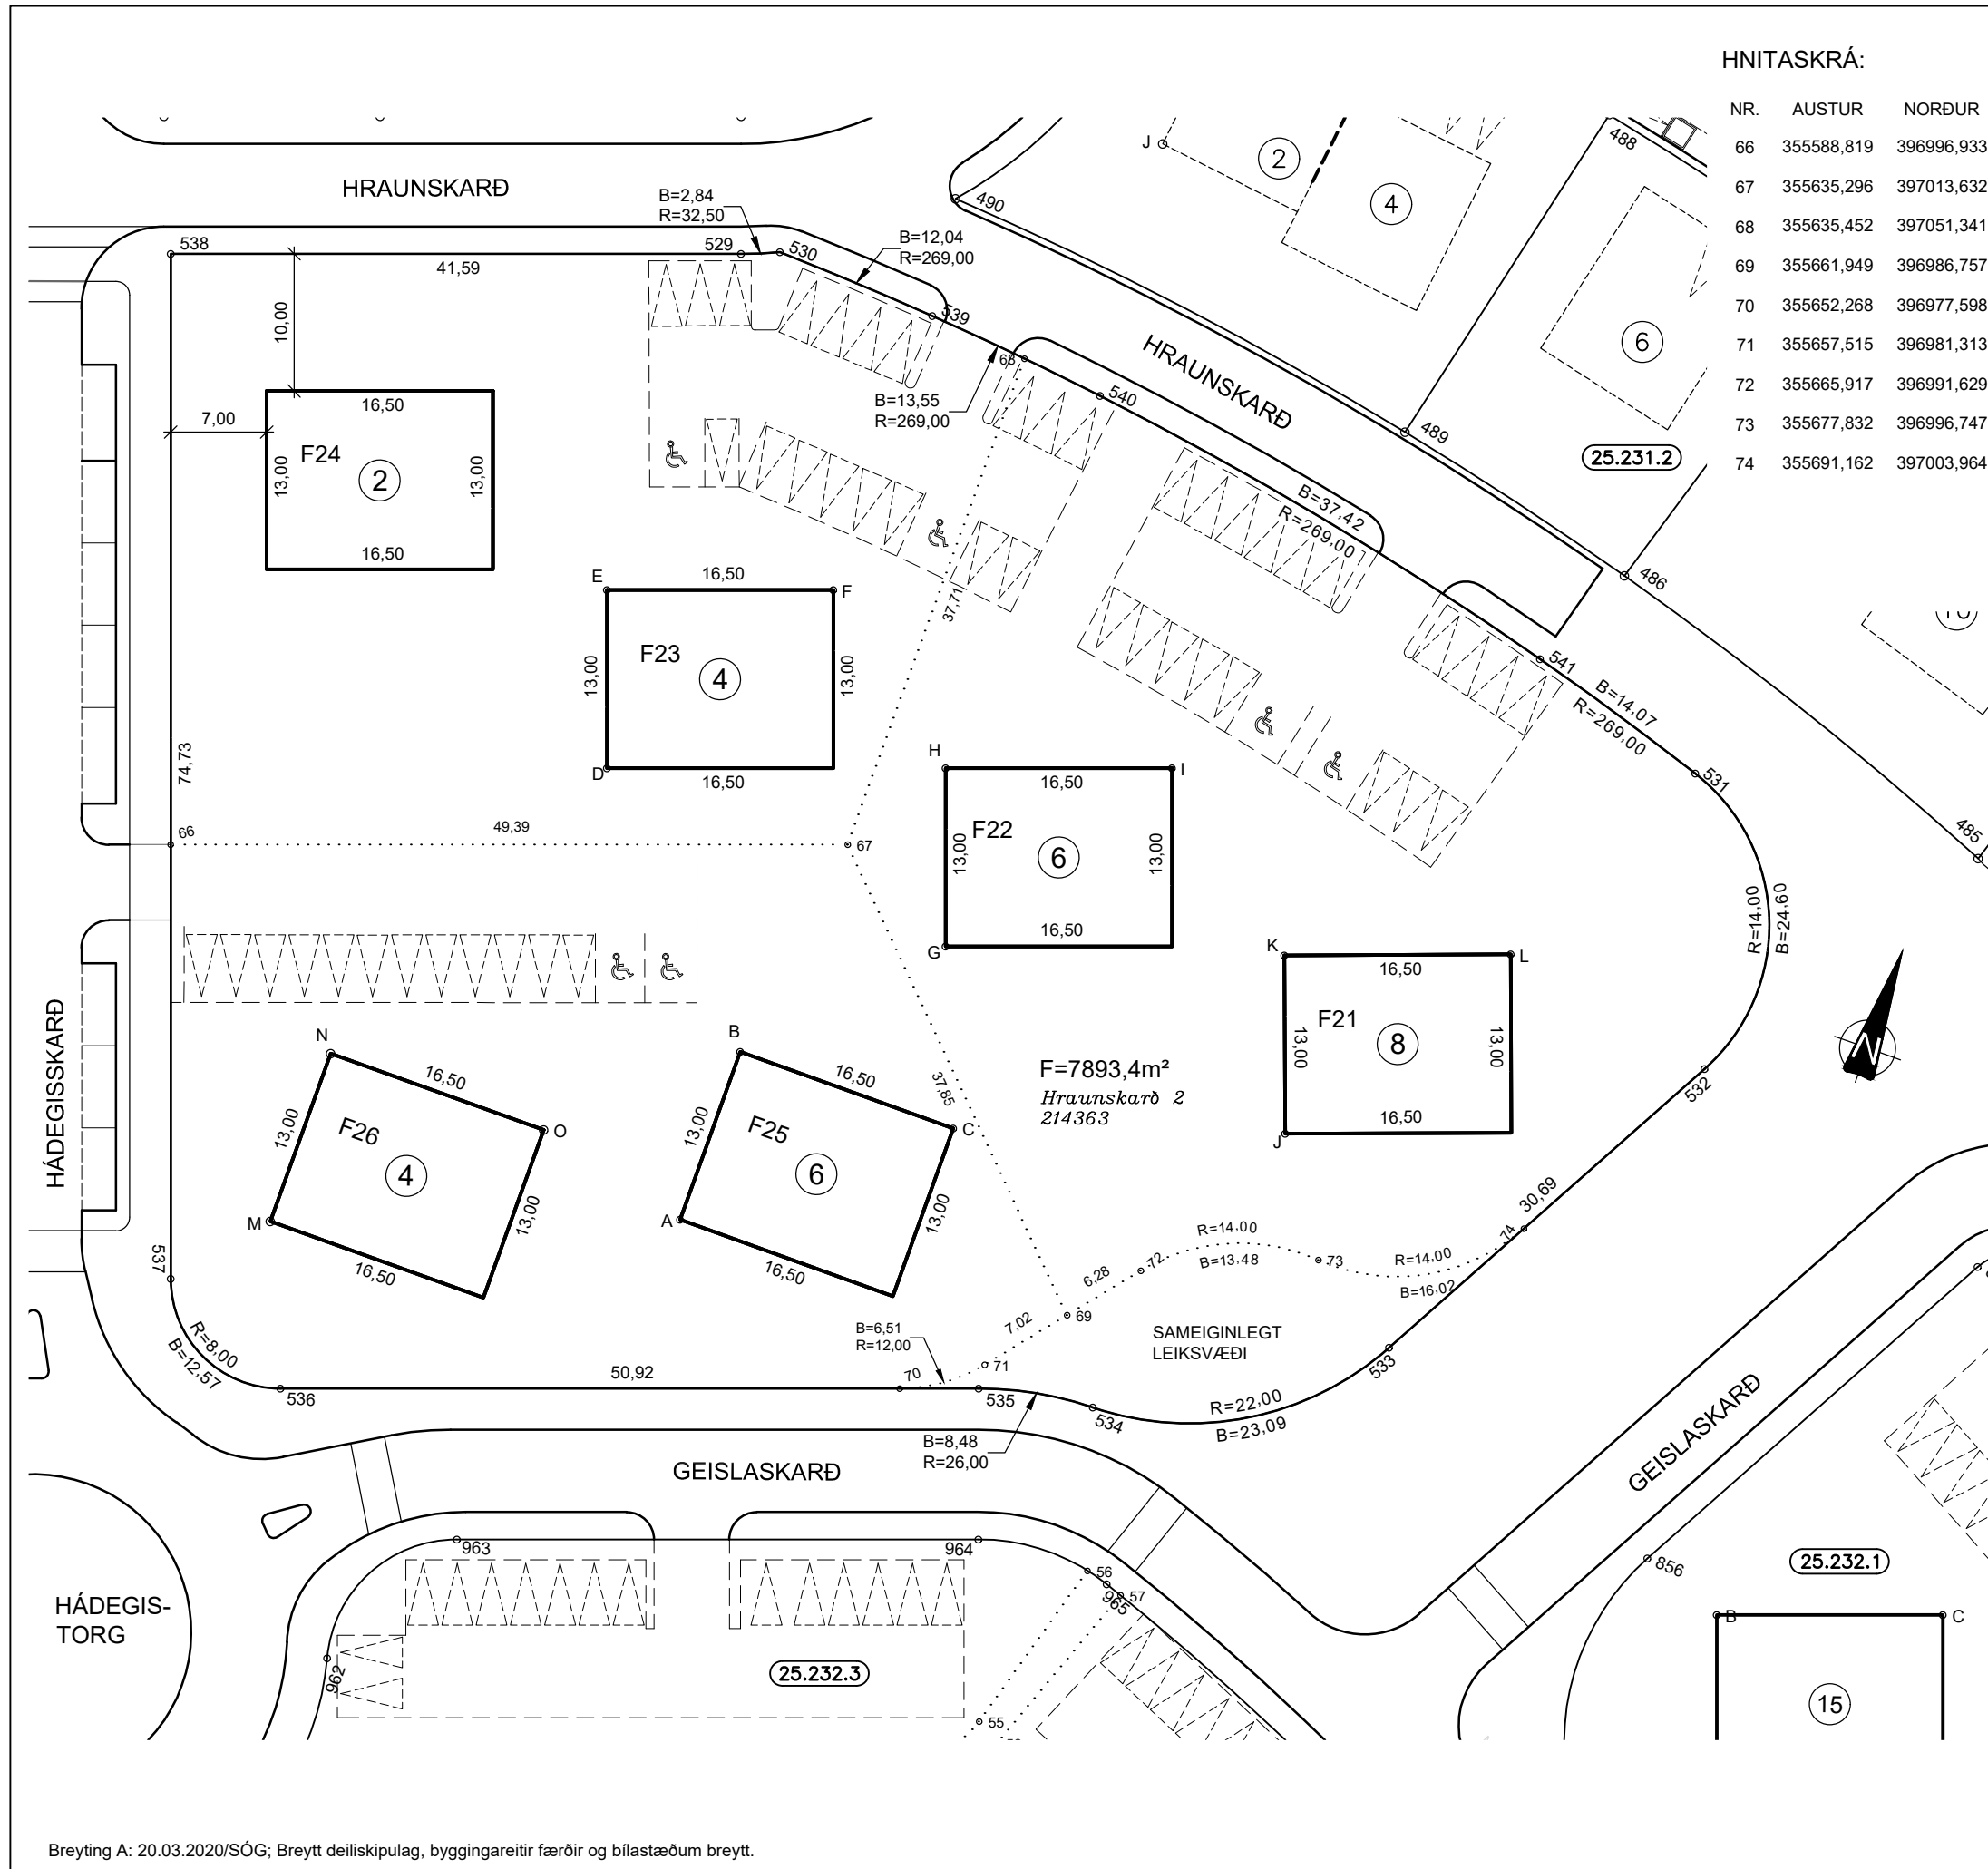 HNITASKRÁ:
NR. AUSTUR NORÐUR
66 355588,819 396996,933
67 355635,296 397013,632
68 355635,452 397051,341
69 355661,949 396986,757
70 355652,268 396977,598
71 355657,515 396981,313
72 355665,917 396991,629
73 355677,832 396996,747
74 355691,162 397003,964
HRAUNSKARÐ
B=2,84
R=32,50
538
41,59
529
530
B=12,04
R=269,00
539
490
J
2
4
488
6
10,00
7,00
16,50
F24
2
13,00
13,00
16,50
68
B=13,55
R=269,00
540
HRAUNSKARÐ
489
25.231.2
B=37,42
R=269,00
486
E
16,50
F
F23
4
13,00
13,00
D
16,50
37,71
541
B=14,07
R=269,00
531
485
74,73
66
49,39
67
H
16,50
I
F22
6
13,00
13,00
G
16,50
R=14,00
B=24,60
K
16,50
L
F21
8
13,00
13,00
J
16,50
532
N
HÁDEGISSKARÐ
N
16,50
O
F26
4
13,00
13,00
M
16,50
B
16,50
C
F25
6
13,00
13,00
A
16,50
37,85
F=7893,4m²
Hraunskarð 2
214363
30,69
74
R=14,00
B=13,48
72
73
R=14,00
B=16,02
6,28
69
7,02
71
B=6,51
R=12,00
70
SAMEIGINLEGT
LEIKSVÆÐI
537
R=8,00
B=12,57
536
50,92
535
534
R=22,00
B=23,09
533
B=8,48
R=26,00
GEISLASKARÐ
GEISLASKARÐ
963
964
56
965
57
962
25.232.3
55
HÁDEGIS-
TORG
856
25.232.1
B
C
15
Breyting A: 20.03.2020/SÓG; Breytt deiliskipulag, byggingareitir færðir og bílastæðum breytt.